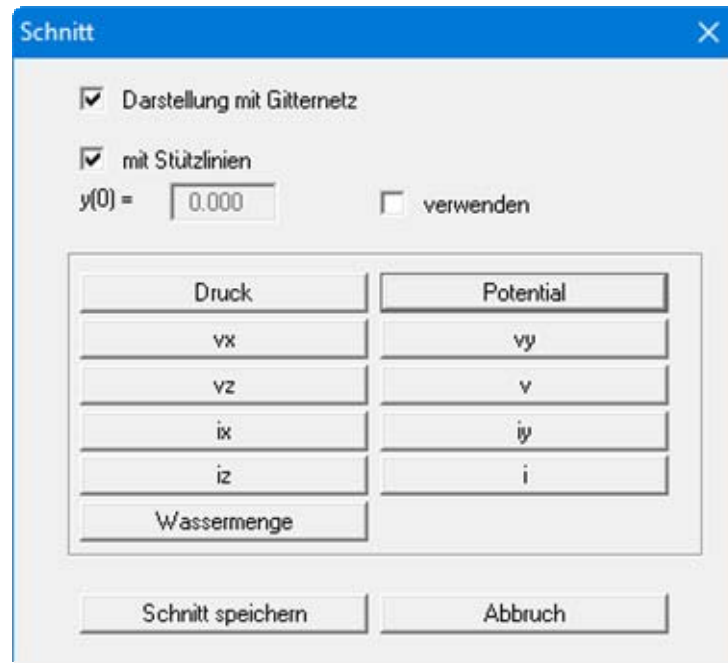 Schnitt
Darstellung mit Gitternetz
mit Stützlinien
y(0) = 0.000 verwenden
Druck Potential
vx vy
vz v
ix iy
iz i
Wassermenge
Schnitt speichern Abbruch